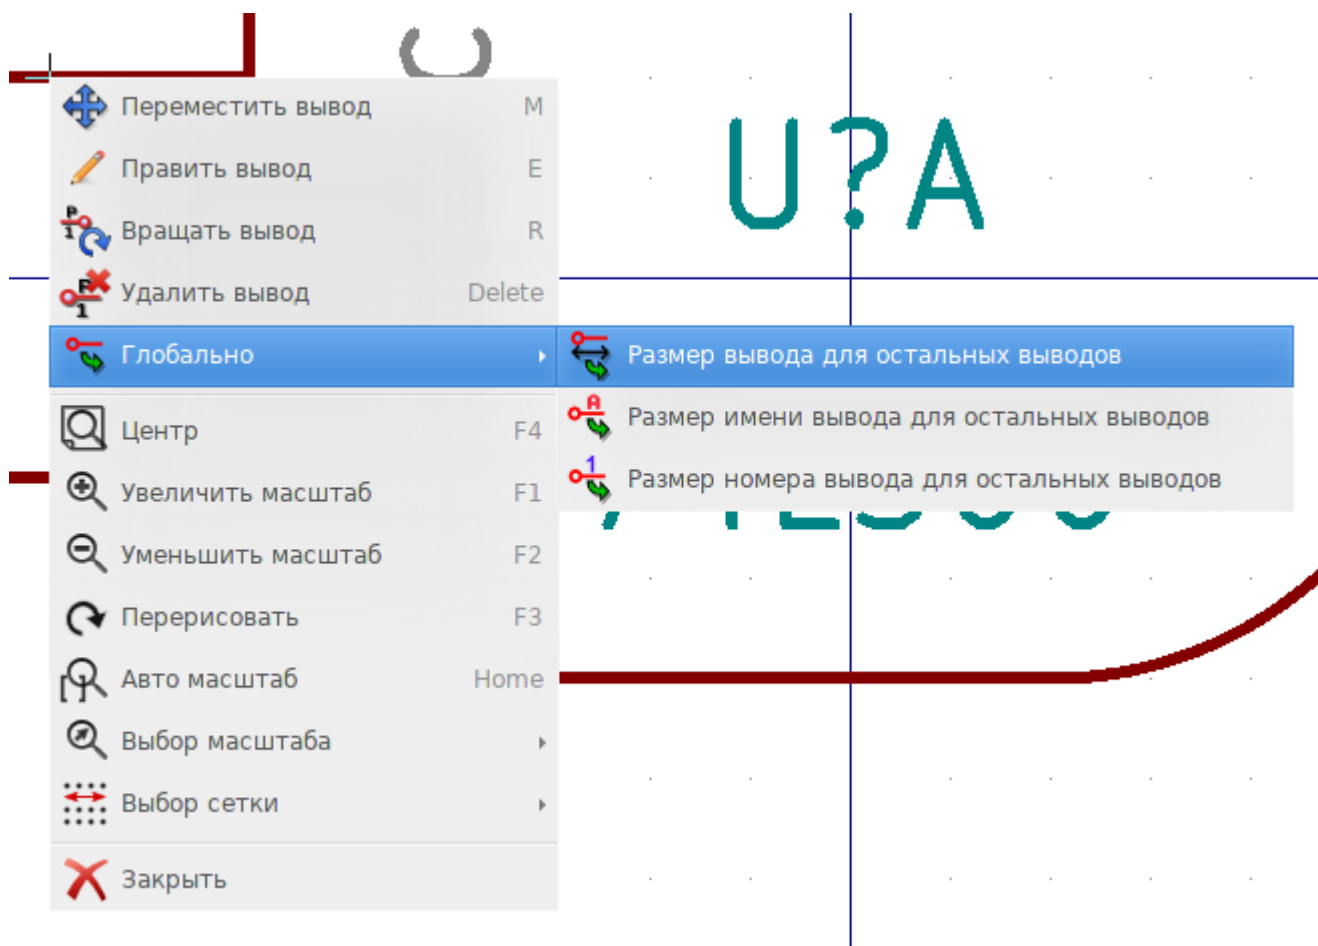 C
U?A
Переместить вывод M
Править вывод E
Вращать вывод R
Удалить вывод Delete
Глобально
Размер вывода для остальных выводов
Размер имени вывода для остальных выводов
Размер номера вывода для остальных выводов
Центр F4
Увеличить масштаб F1
Уменьшить масштаб F2
Перерисовать F3
Авто масштаб Home
Выбор масштаба
Выбор сетки
Закрыть